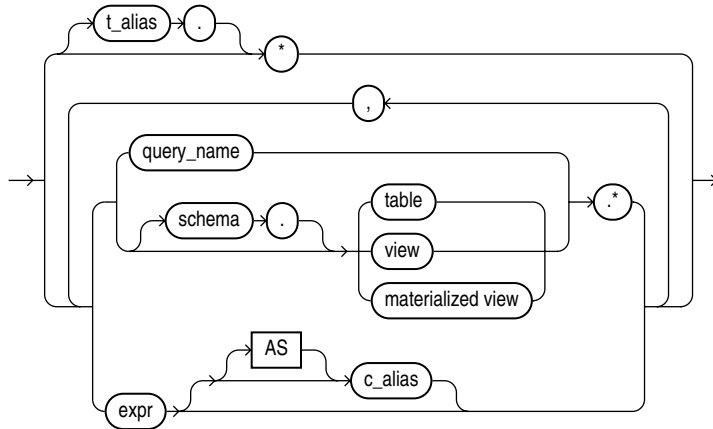 t_alias .
*
,
query_name
schema .
table
.*
view
materialized view
AS
c_alias
expr